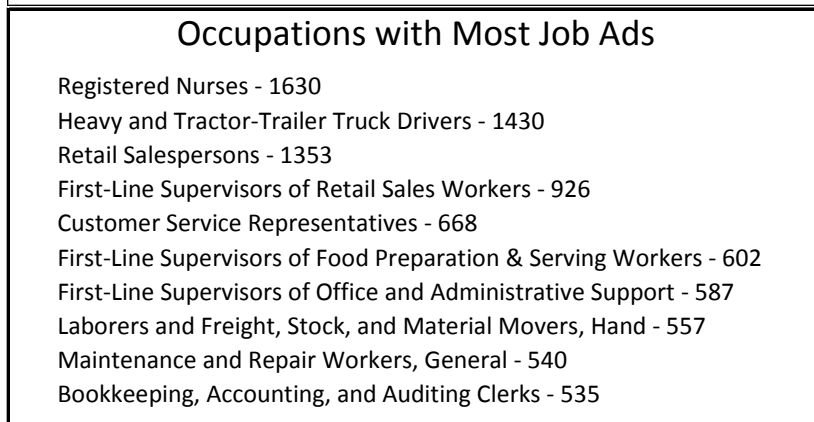 Occupations with Most Job Ads
Registered Nurses - 1630
Heavy and Tractor-Trailer Truck Drivers - 1430
Retail Salespersons - 1353
First-Line Supervisors of Retail Sales Workers - 926
Customer Service Representatives - 668
First-Line Supervisors of Food Preparation & Serving Workers - 602
First-Line Supervisors of Office and Administrative Support - 587
Laborers and Freight, Stock, and Material Movers, Hand - 557
Maintenance and Repair Workers, General - 540
Bookkeeping, Accounting, and Auditing Clerks - 535